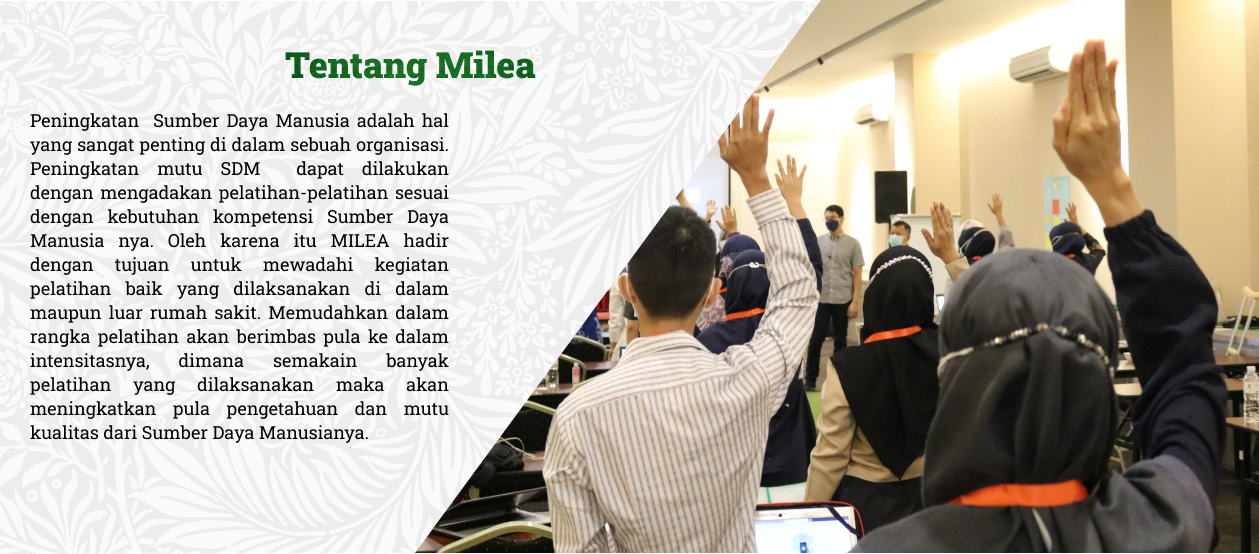 Tentang Milea
Peningkatan Sumber Daya Manusia adalah hal
yang sangat penting di dalam sebuah organisasi.
Peningkatan mutu SDM dapat dilakukan
dengan mengadakan pelatihan-pelatihan sesuai
dengan kebutuhan kompetensi Sumber Daya
Manusia nya. Oleh karena itu MILEA hadir
dengan tujuan untuk mewadahi kegiatan
pelatihan baik yang dilaksanakan di dalam
maupun luar rumah sakit. Memudahkan dalam
rangka pelatihan akan berimbas pula ke dalam
intensitasnya, dimana semakain banyak
pelatihan yang dilaksanakan maka akan
meningkatkan pula pengetahuan dan mutu
kualitas dari Sumber Daya Manusianya.